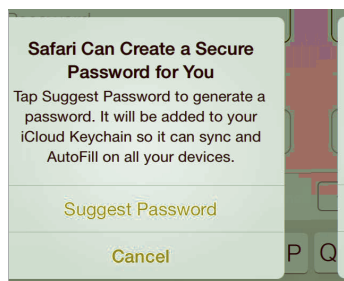 Password
Safari Can Create a Secure
Password for You
Tap Suggest Password to generate a
password. It will be added to your
iCloud Keychain so it can sync and
AutoFill on all your devices.
Suggest Password
Cancel
P Q